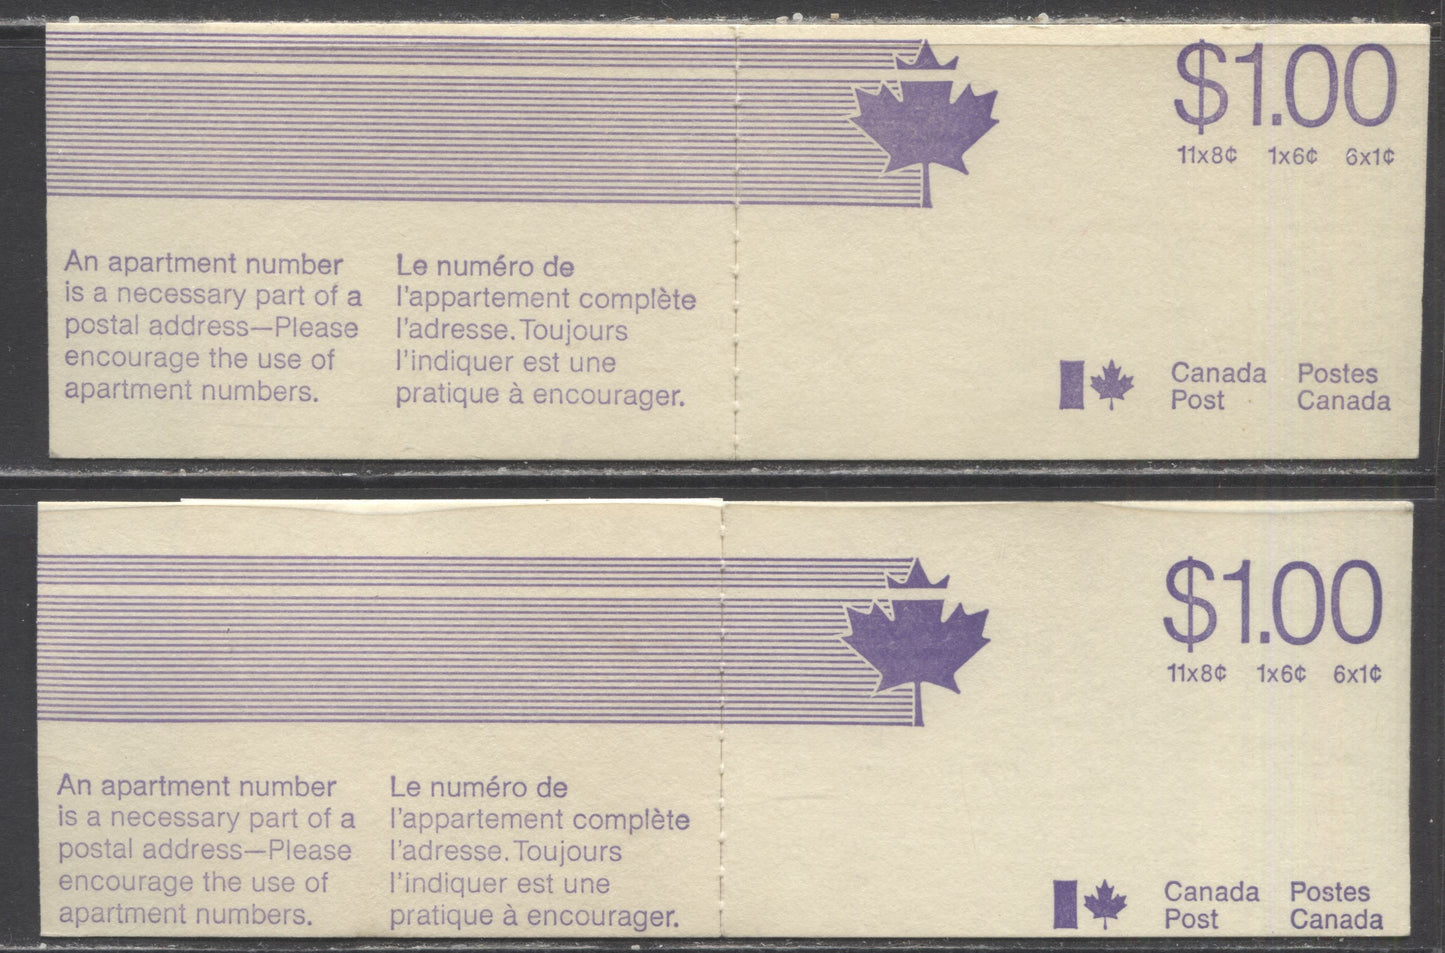 $1.00
11x8¢ 1x6¢ 6x1¢
An apartment number
is a necessary part of a
postal address—Please
encourage the use of
apartment numbers.
Le numéro de
l'appartement complète
l'adresse. Toujours
l'indiquer est une
pratique à encourager.
Canada
Post
Postes
Canada
$1.00
11x8¢ 1x6¢ 6x1¢
An apartment number
is a necessary part of a
postal address—Please
encourage the use of
apartment numbers.
Le numéro de
l'appartement complète
l'adresse. Toujours
l'indiquer est une
pratique à encourager.
Canada
Post
Postes
Canada